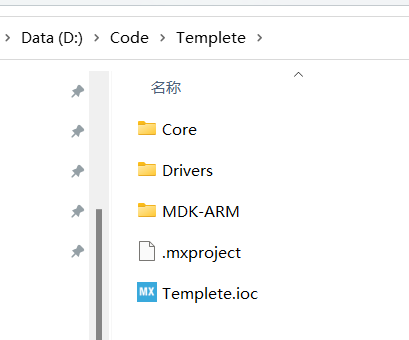 Data (D:) Code Templete
名称
Core
Drivers
MDK-ARM
.mxproject
MX Templete.ioc